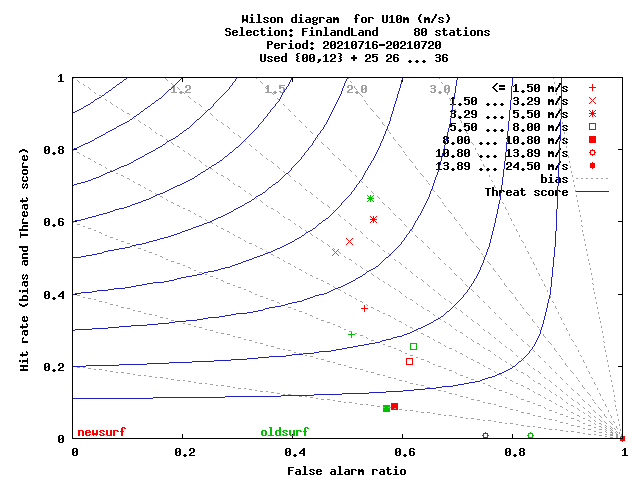 Wilson diagram  for U10m (m/s)
Selection: FinlandLand     80 stations
Period: 20210716-20210720
Used {00,12} + 25 26 ... 36
1.2 1.5 2.0 3.0
<= 1.50 m/s
1.50 ... 3.29 m/s
3.29 ... 5.50 m/s
5.50 ... 8.00 m/s
8.00 ... 10.80 m/s
10.80 ... 13.89 m/s
13.89 ... 24.50 m/s
bias
Threat score
Hit rate (bias and Threat score)
1
0.8
0.6
0.4
0.2
0
newsurf
oldsurf
0 0.2 0.4 0.6 0.8 1
False alarm ratio